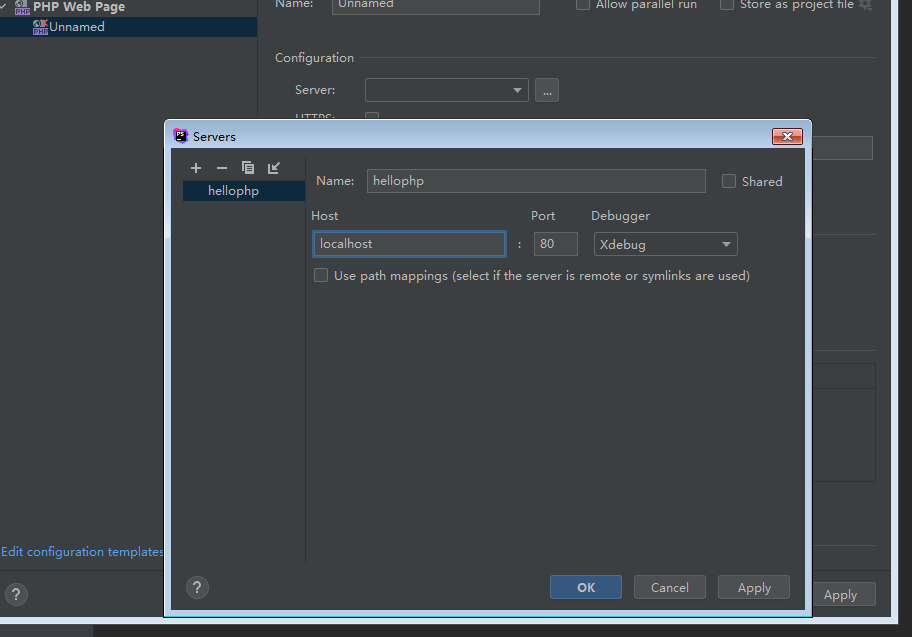 PHP Web Page
Unnamed
Name: Unnamed Allow parallel run Store as project file
Configuration
Server: ...
HTTPS:
PS Servers
+ −
hellophp
Name: hellophp Shared
Host Port Debugger
localhost : 80 Xdebug
Use path mappings (select if the server is remote or symlinks are used)
Edit configuration templates
? OK Cancel Apply
? Apply